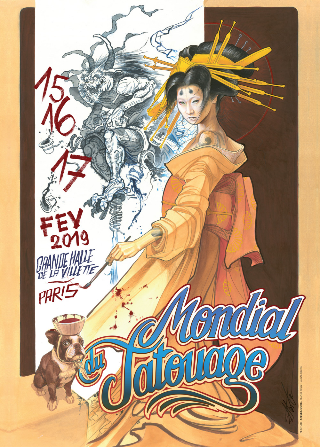 15
16
17
FEV
2019
GRANDE HALLE
DE LA VILLETTE
PARIS
Mondial
du Tatouage